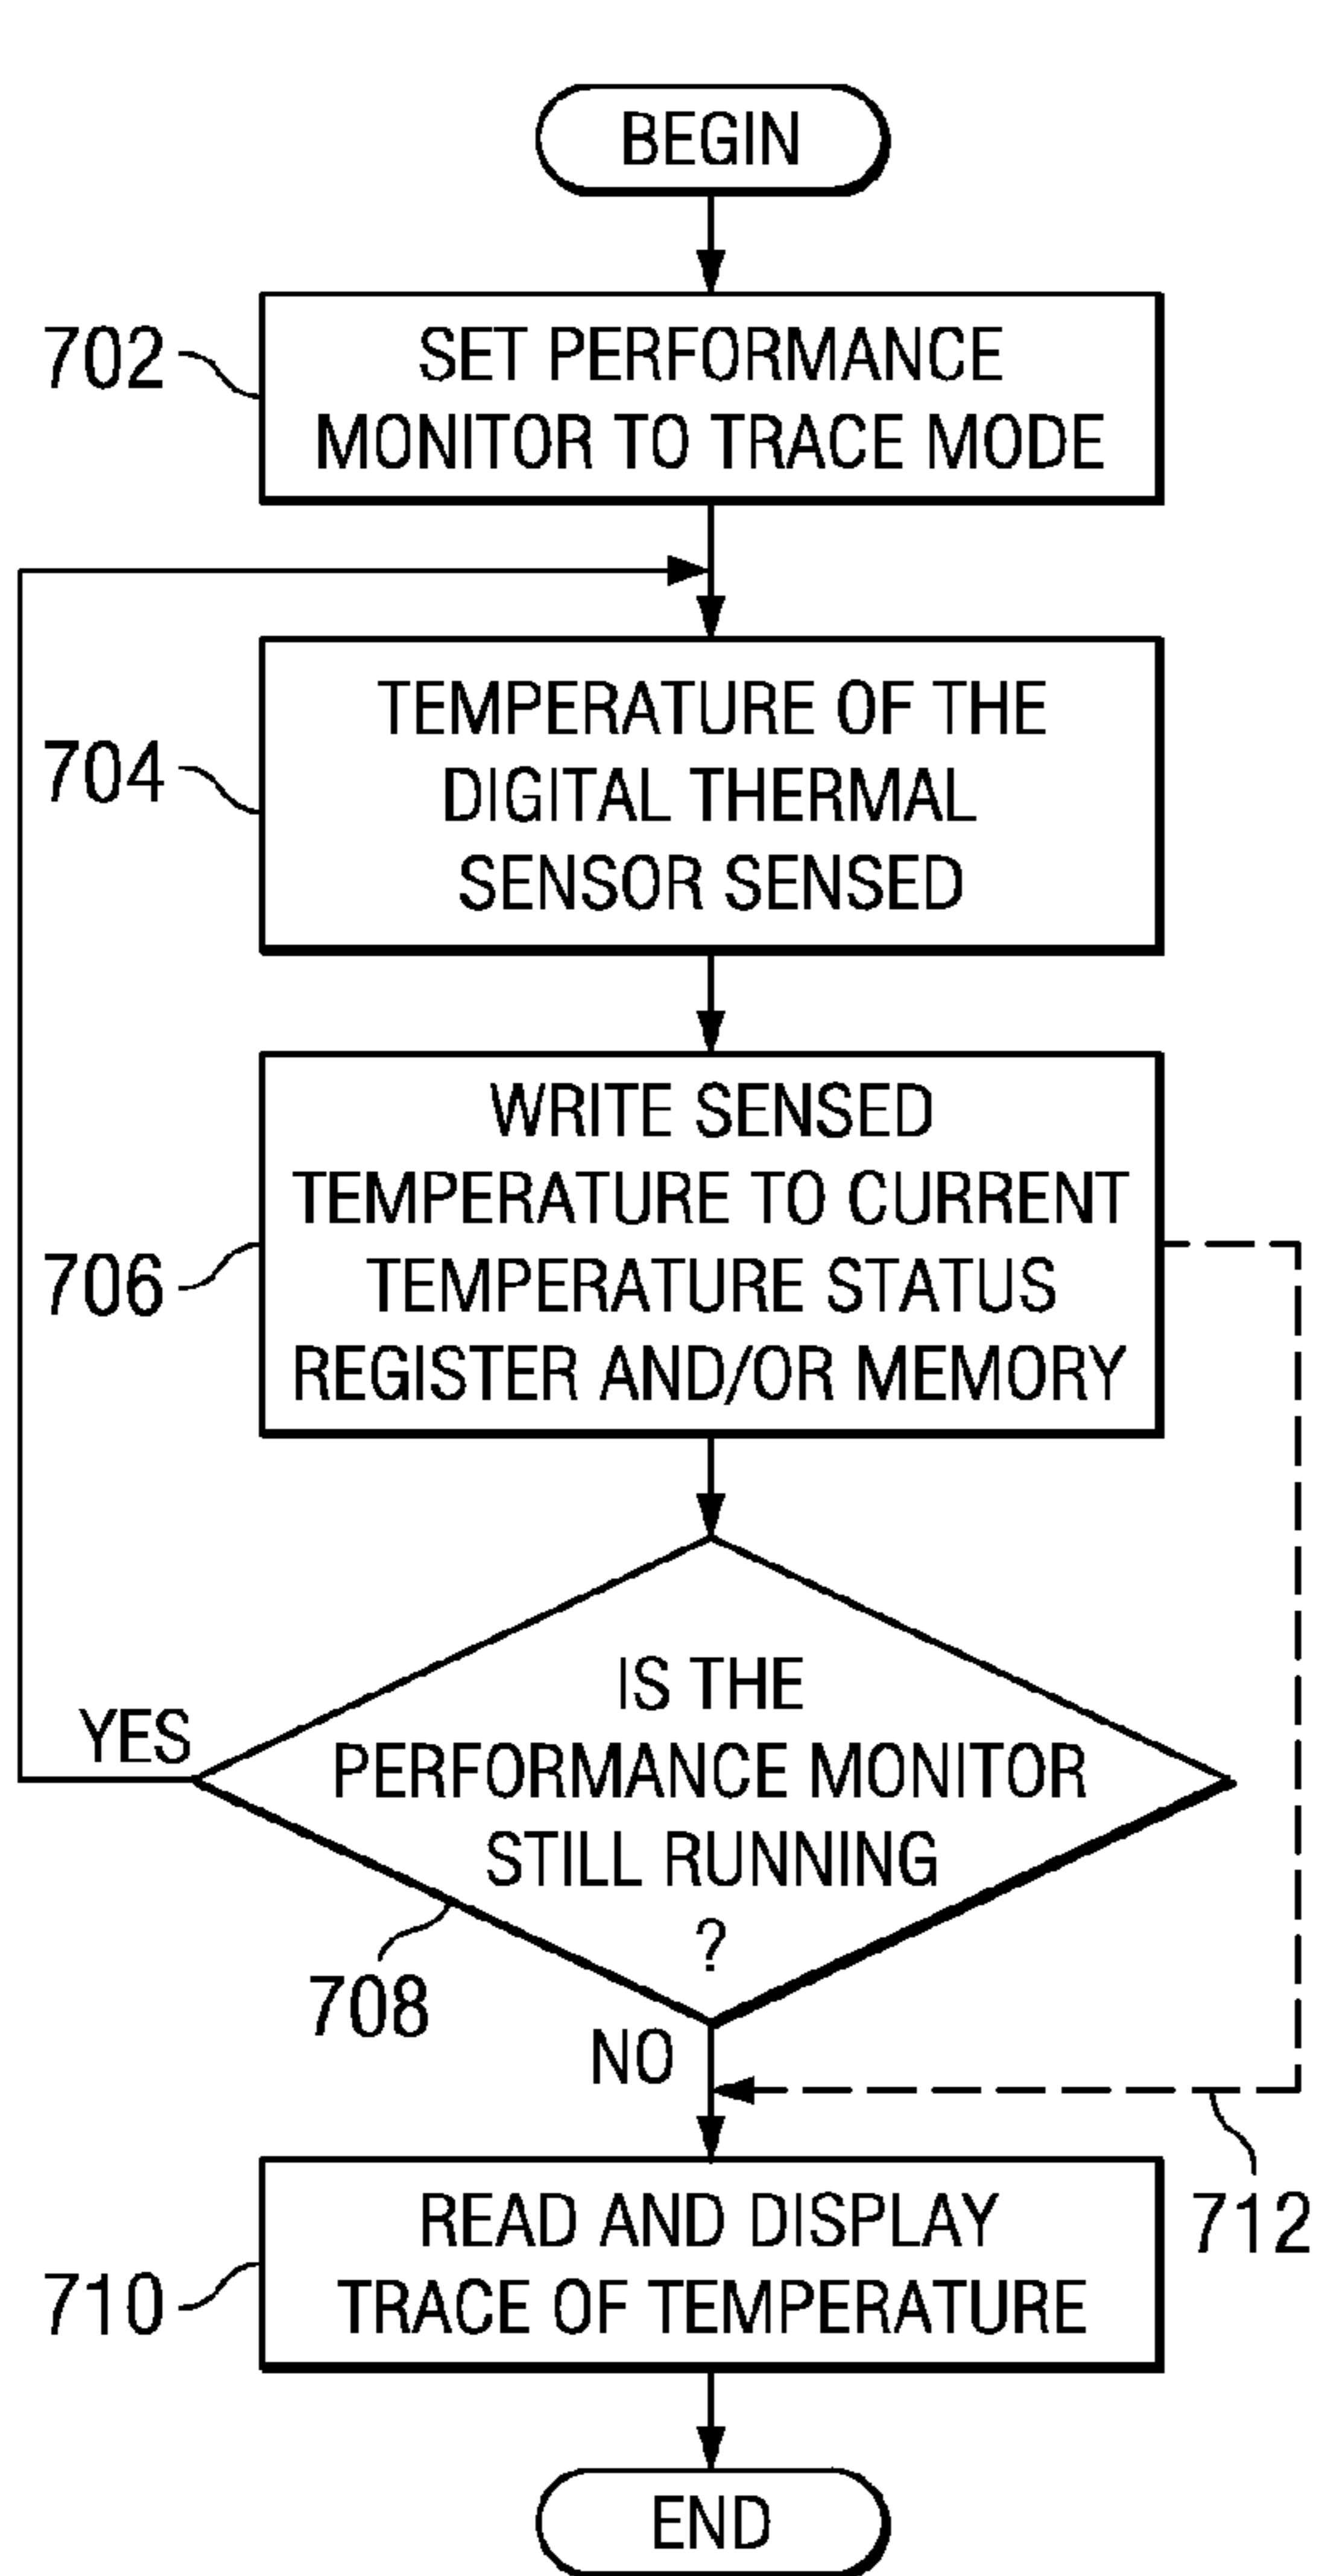 BEGIN
702
SET PERFORMANCE
MONITOR TO TRACE MODE
704
TEMPERATURE OF THE
DIGITAL THERMAL
SENSOR SENSED
706
WRITE SENSED
TEMPERATURE TO CURRENT
TEMPERATURE STATUS
REGISTER AND/OR MEMORY
YES
IS THE
PERFORMANCE MONITOR
STILL RUNNING
?
708
NO
712
710
READ AND DISPLAY
TRACE OF TEMPERATURE
END